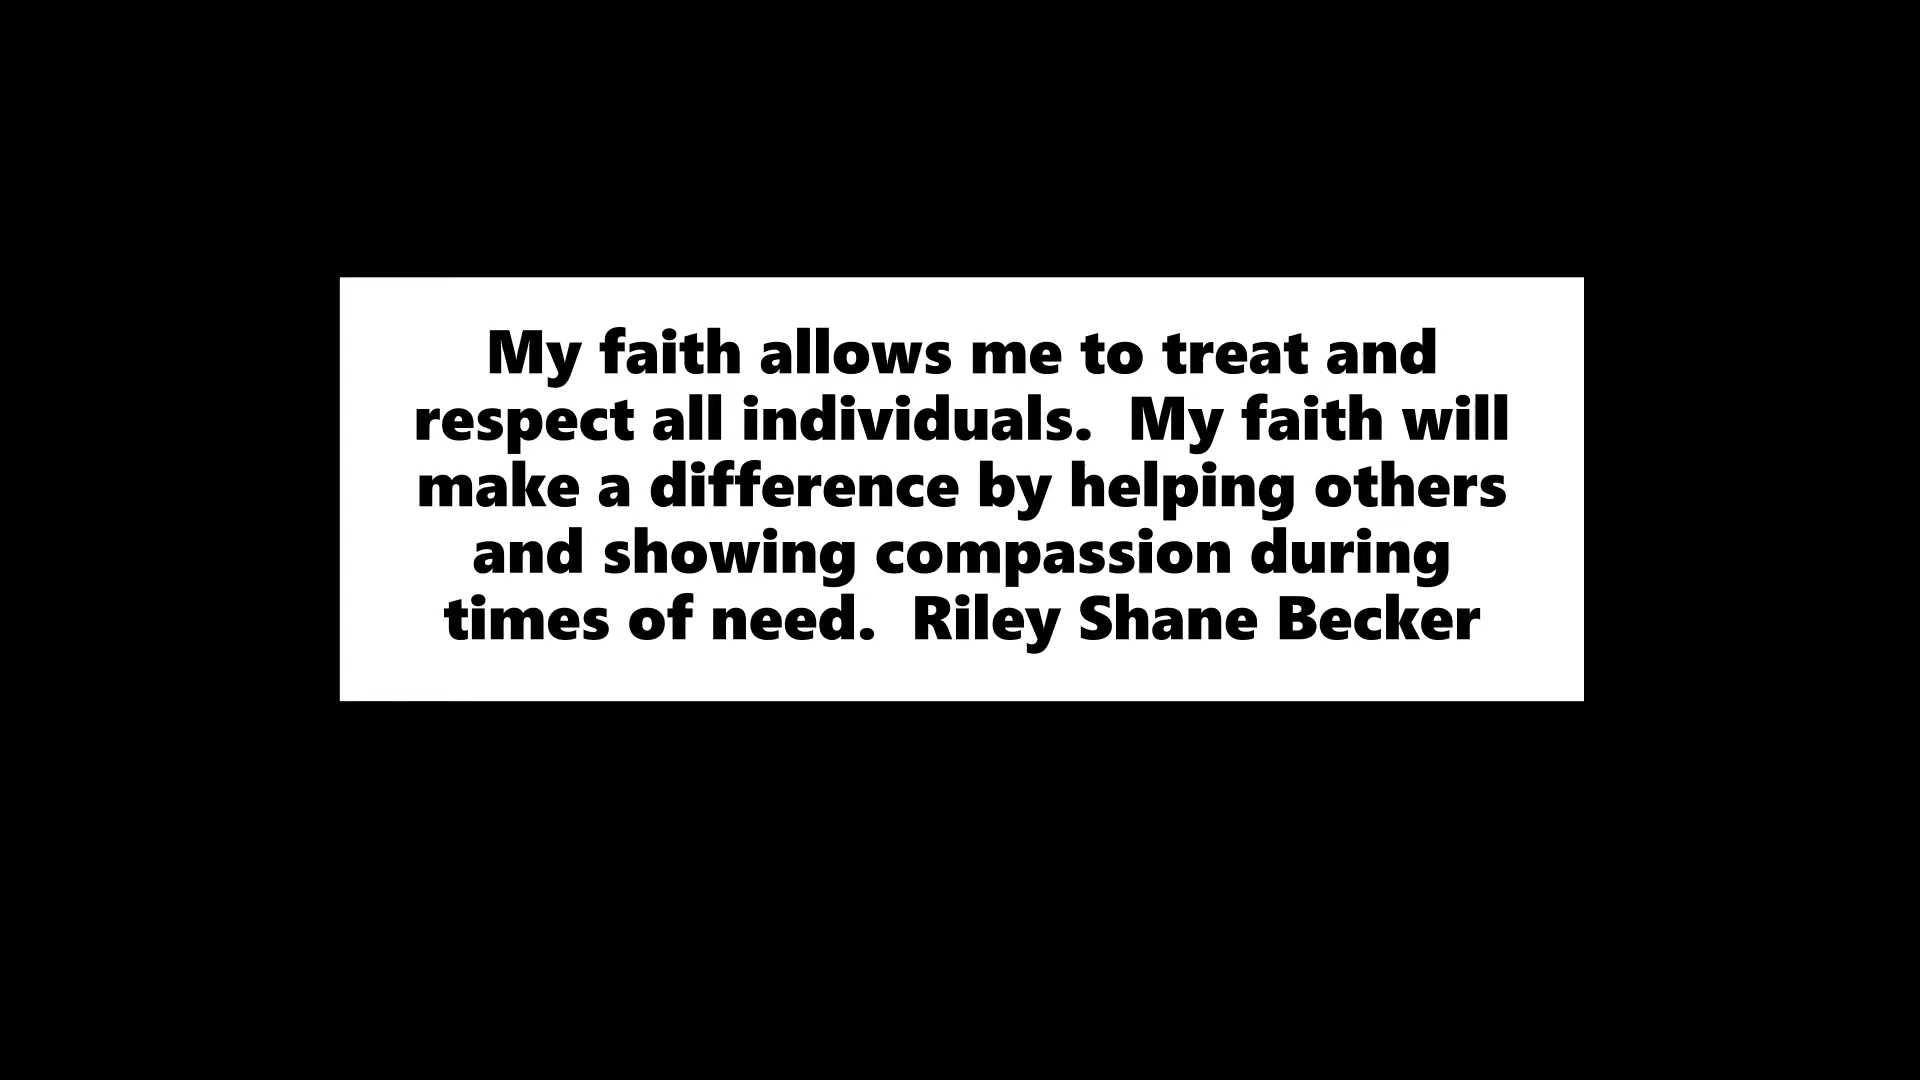 My faith allows me to treat and
respect all individuals.  My faith will
make a difference by helping others
and showing compassion during
times of need.  Riley Shane Becker